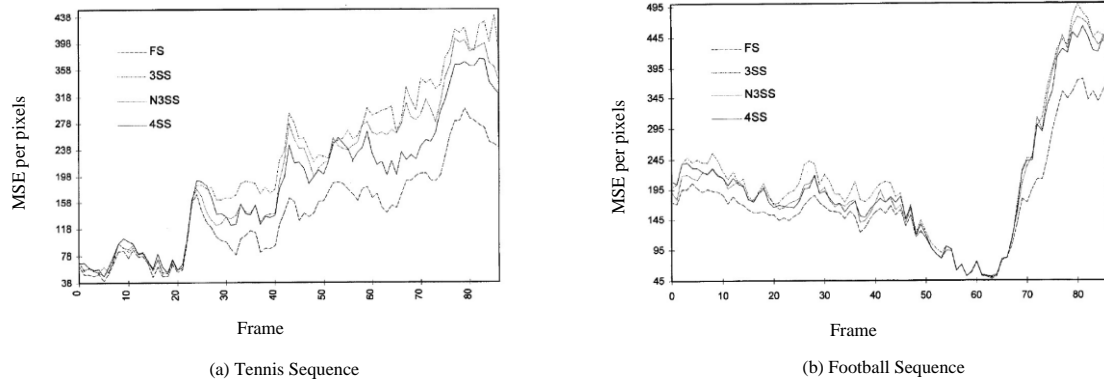 438
398
358
318
278
238
198
158
118
78
38
FS
3SS
N3SS
4SS
MSE per pixels
0 10 20 30 40 50 60 70 80
Frame
(a) Tennis Sequence
495
445
395
345
295
245
195
145
95
45
FS
3SS
N3SS
4SS
MSE per pixels
0 10 20 30 40 50 60 70 80
Frame
(b) Football Sequence